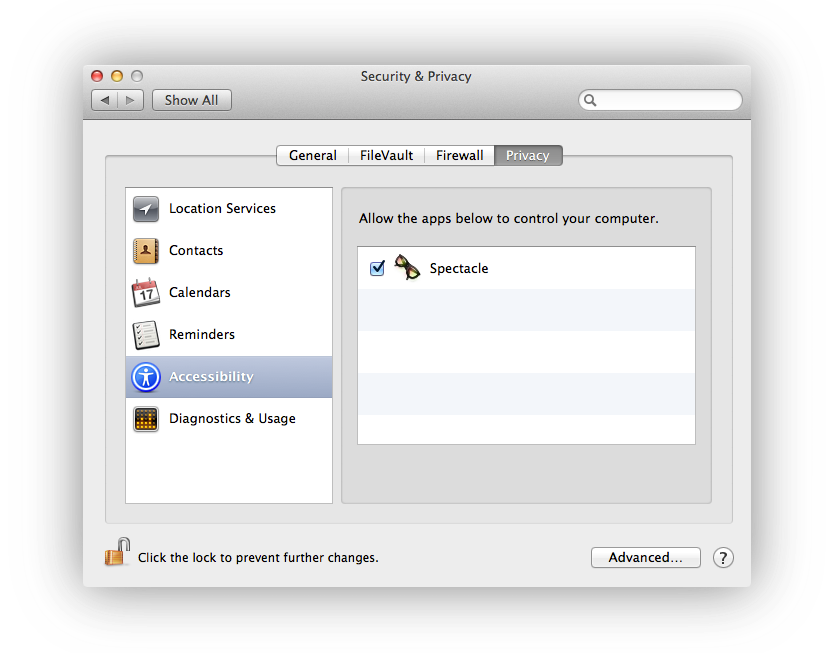 Security & Privacy
Show All
General FileVault Firewall Privacy
Location Services
Contacts
Calendars
17
Reminders
Accessibility
Diagnostics & Usage
Allow the apps below to control your computer.
Spectacle
Click the lock to prevent further changes.
Advanced...
?